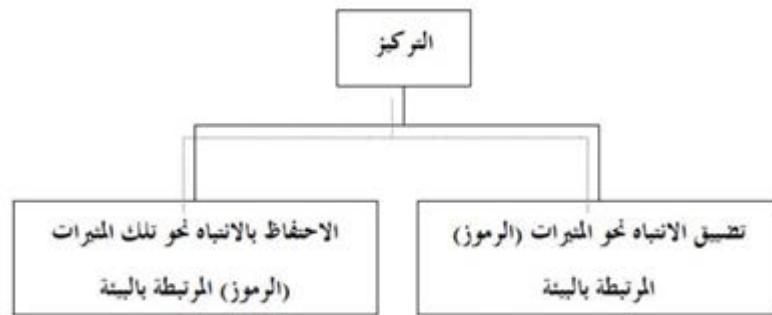 التركيز
تضييق الانتباه نحو المثيرات (الرموز)
المرتبطة بالبيئة
الاحتفاظ بالانتباه نحو تلك المثيرات
(الرموز) المرتبطة بالبيئة